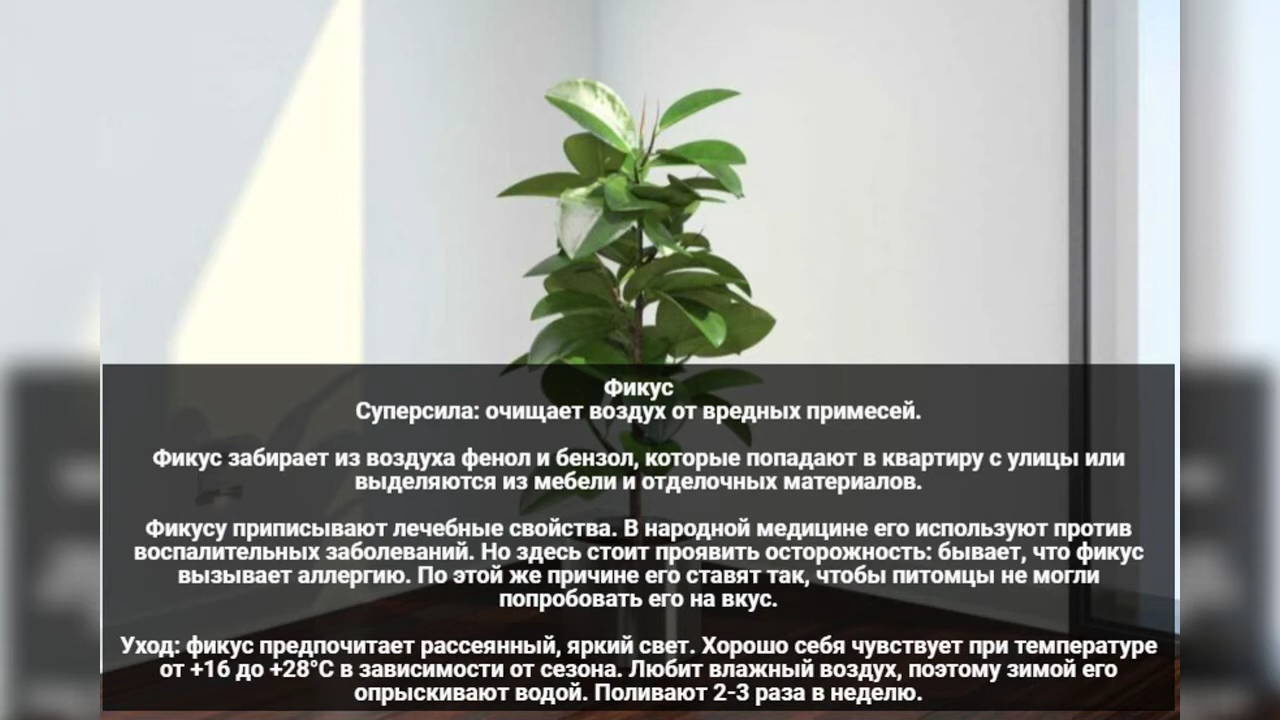 Фикус
Суперсила: очищает воздух от вредных примесей.
Фикус забирает из воздуха фенол и бензол, которые попадают в квартиру с улицы или
выделяются из мебели и отделочных материалов.
Фикусу приписывают лечебные свойства. В народной медицине его используют против
воспалительных заболеваний. Но здесь стоит проявить осторожность: бывает, что фикус
вызывает аллергию. По этой же причине его ставят так, чтобы питомцы не могли
попробовать его на вкус.
Уход: фикус предпочитает рассеянный, яркий свет. Хорошо себя чувствует при температуре
от +16 до +28°C в зависимости от сезона. Любит влажный воздух, поэтому зимой его
опрыскивают водой. Поливают 2-3 раза в неделю.